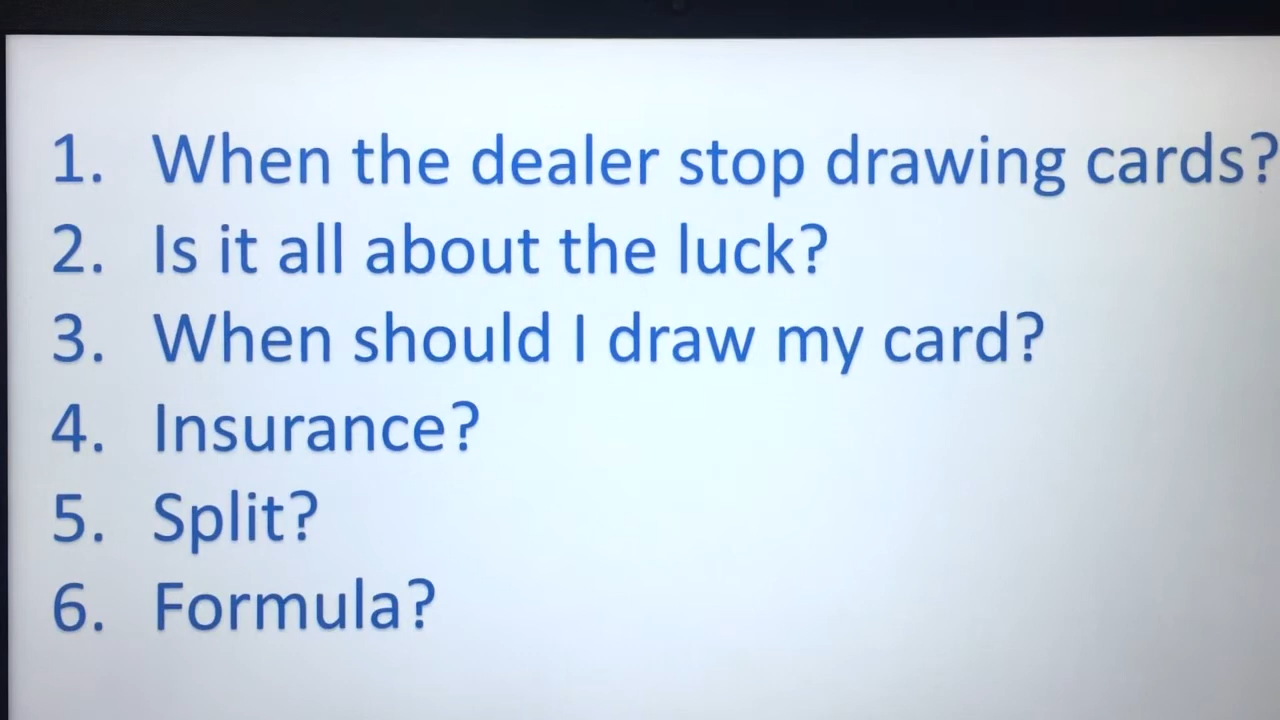 1. When the dealer stop drawing cards?
2. Is it all about the luck?
3. When should I draw my card?
4. Insurance?
5. Split?
6. Formula?